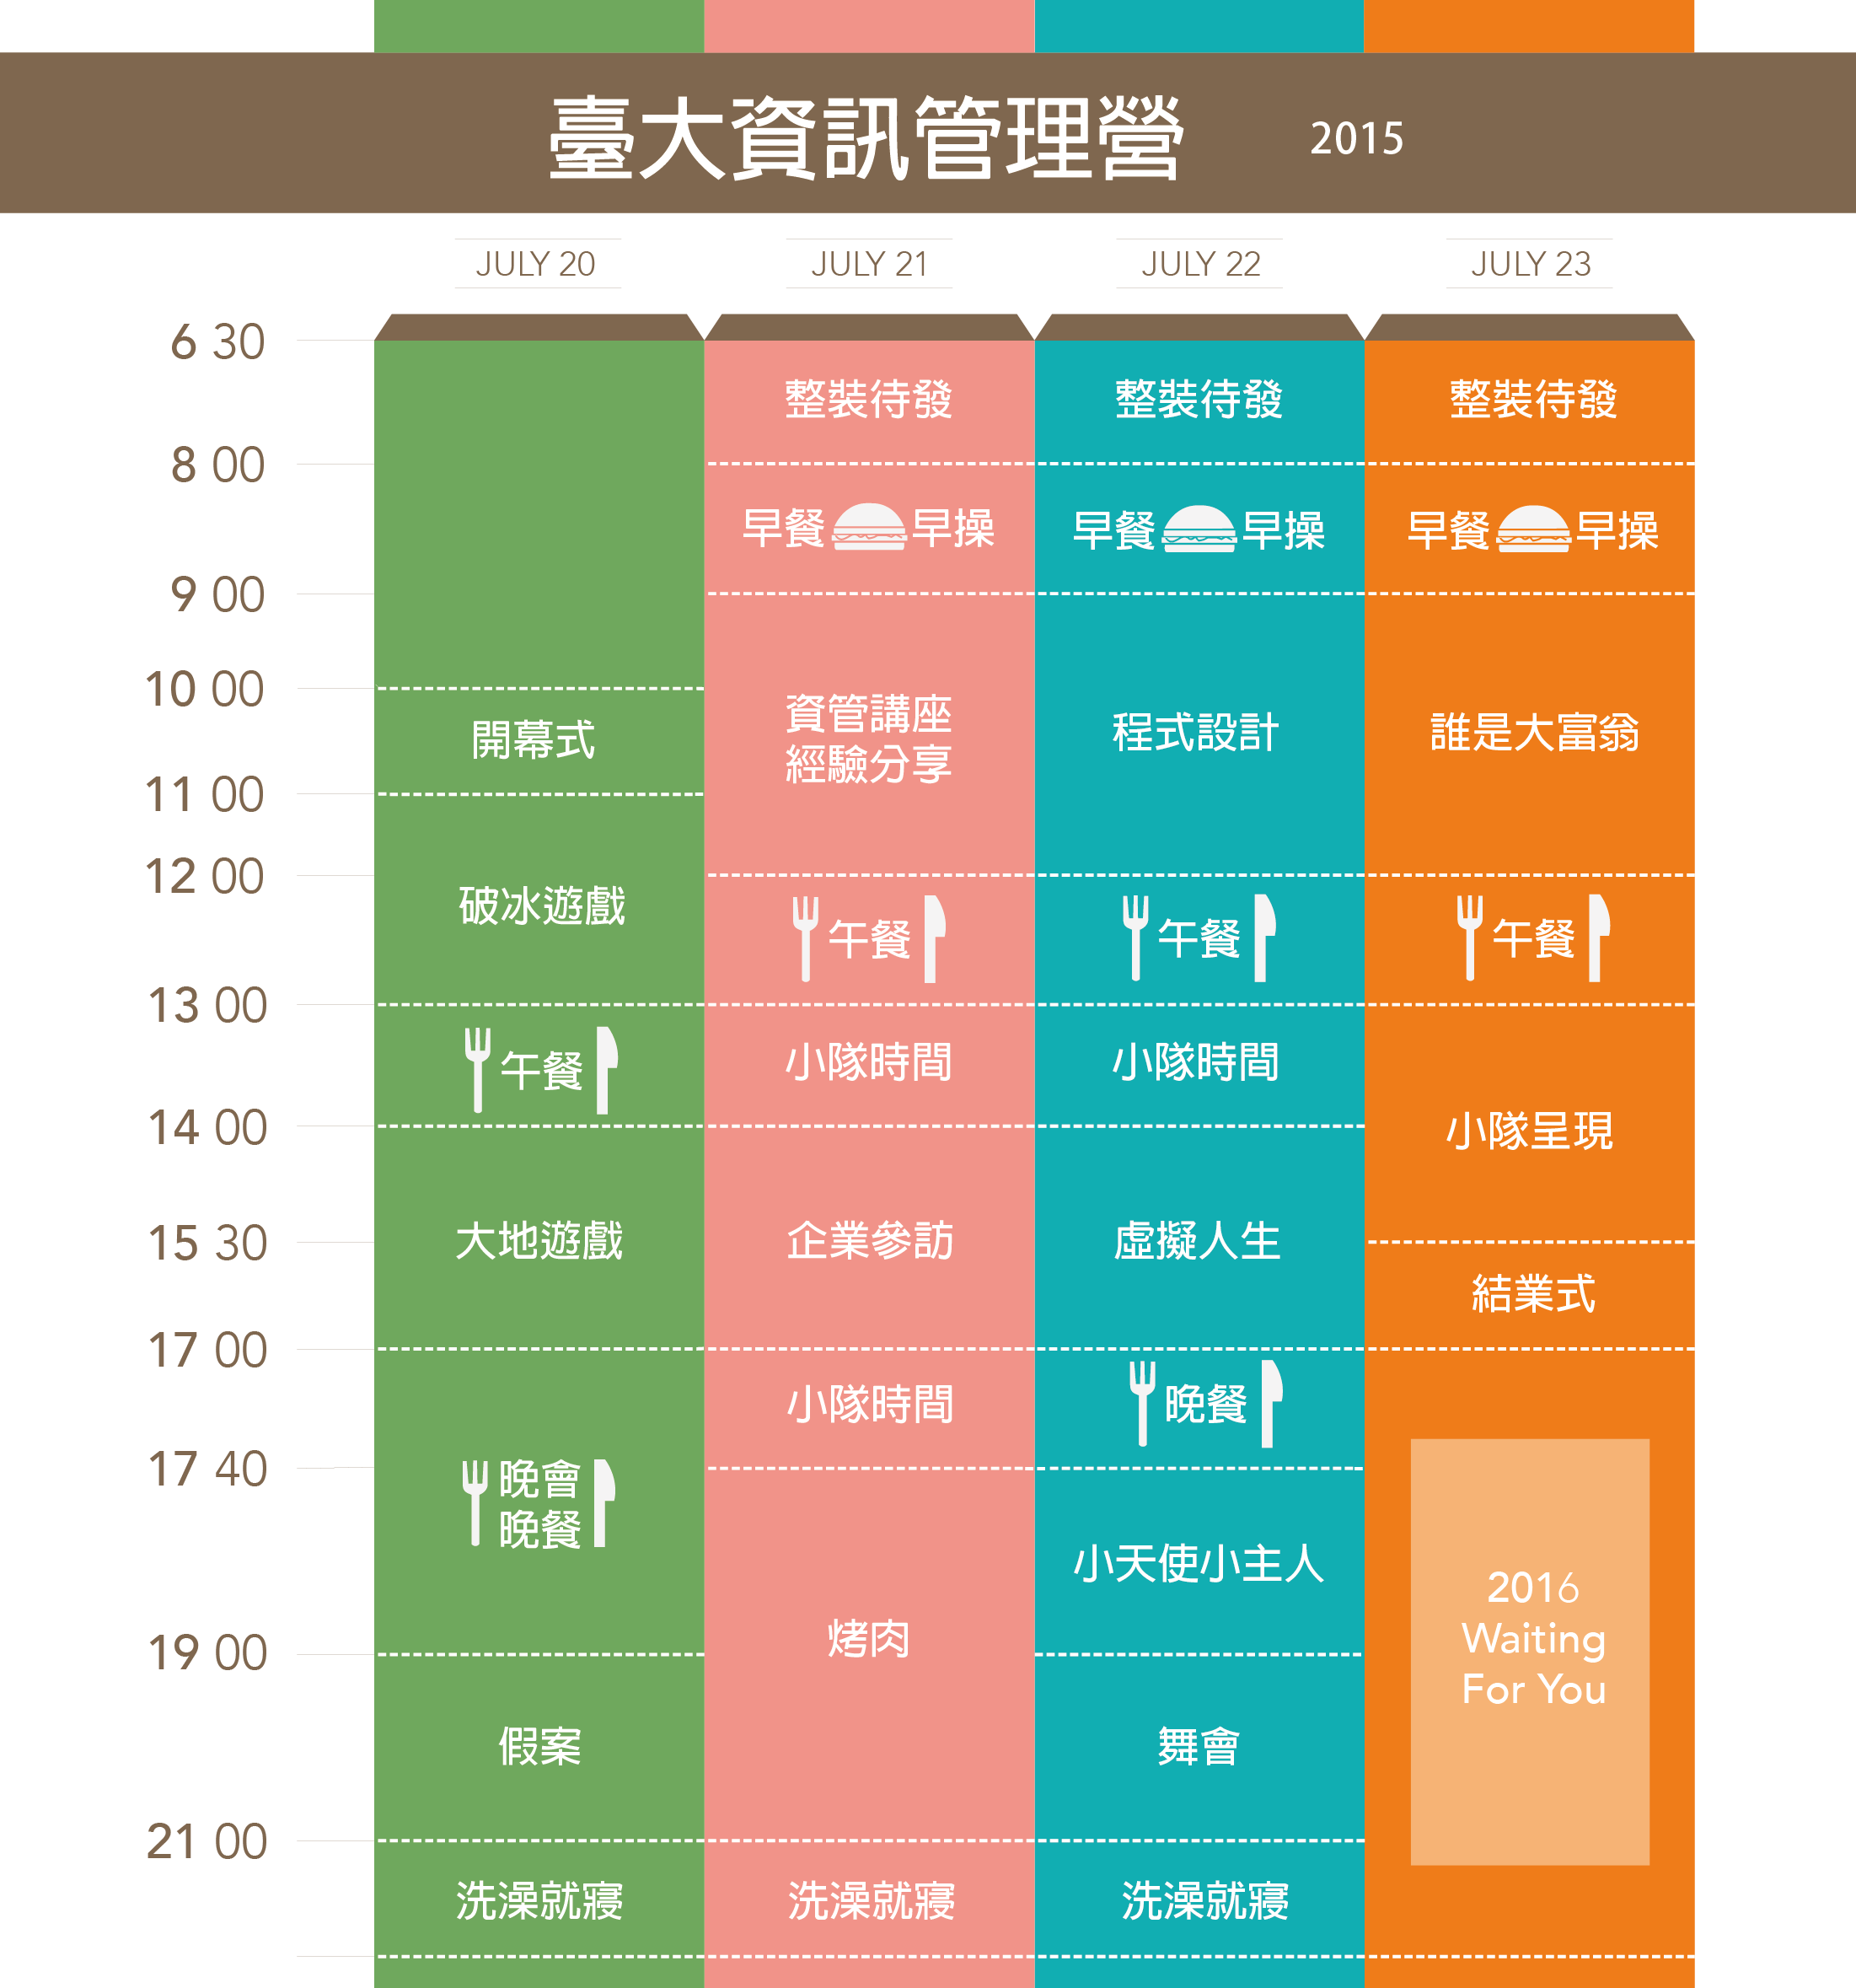 臺大資訊管理營 2015
JULY 20 JULY 21 JULY 22 JULY 23
6 30
整裝待發 整裝待發 整裝待發
8 00
早餐 早操 早餐 早操 早餐 早操
9 00
10 00
資管講座
經驗分享
開幕式 程式設計 誰是大富翁
11 00
12 00
破冰遊戲 午餐 午餐 午餐
13 00
午餐 小隊時間 小隊時間
14 00
小隊呈現
大地遊戲 企業參訪 虛擬人生
15 30
結業式
17 00
小隊時間 晚餐
17 40
晚會
晚餐
小天使小主人
2016
Waiting
For You
烤肉
19 00
假案 舞會
21 00
洗澡就寢 洗澡就寢 洗澡就寢